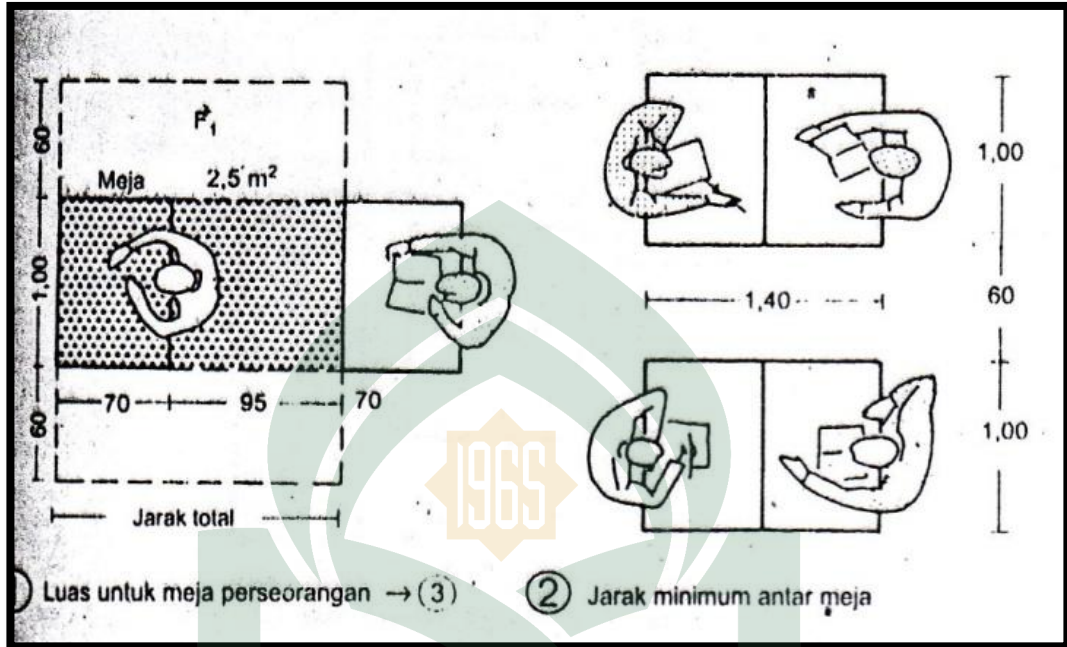 60
F₁
Meja 2,5 m²
1,00
70 95 70
60
Jarak total
Luas untuk meja perseorangan → (3)
1,00
1,40
60
1,00
2 Jarak minimum antar meja
1965